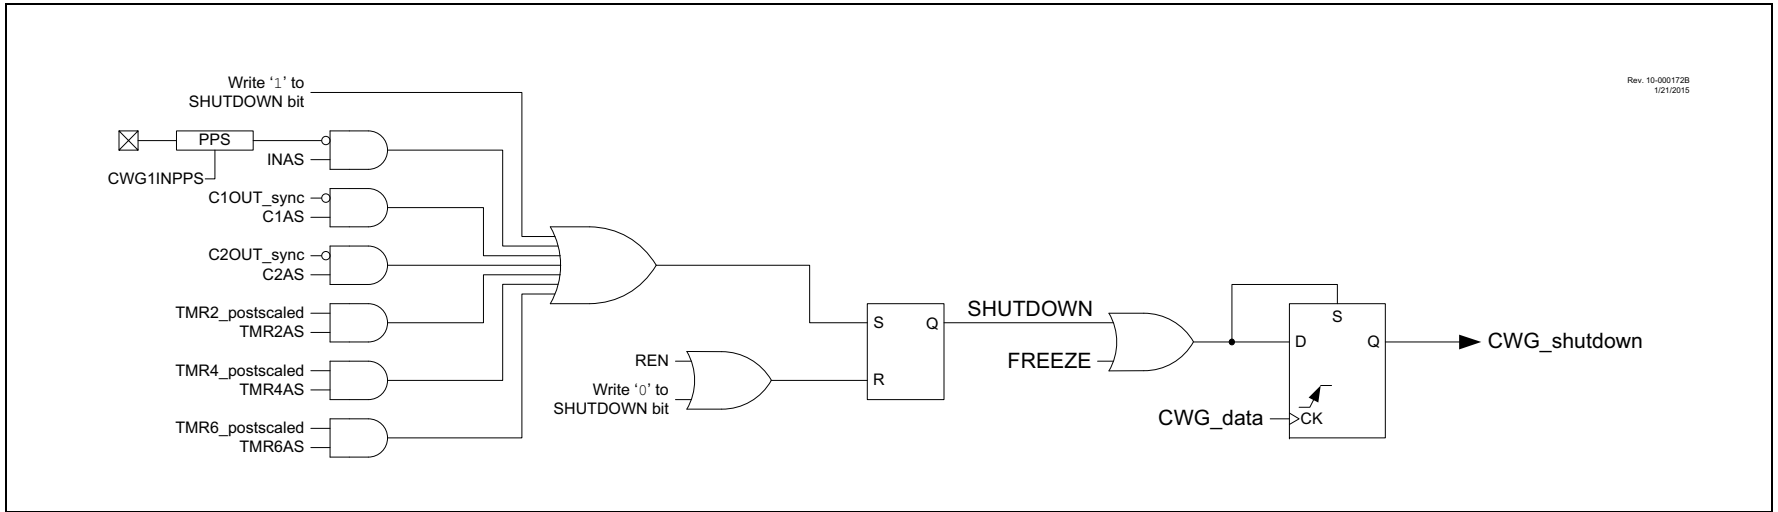 Rev. 10-000172B
1/21/2015
Write ‘1’ to
SHUTDOWN bit
PPS
INAS
CWG1INPPS
C1OUT_sync
C1AS
C2OUT_sync
C2AS
TMR2_postscaled
TMR2AS
TMR4_postscaled
TMR4AS
TMR6_postscaled
TMR6AS
REN
Write ‘0’ to
SHUTDOWN bit
S
Q
R
SHUTDOWN
FREEZE
S
D
Q
CWG_data
CK
CWG_shutdown